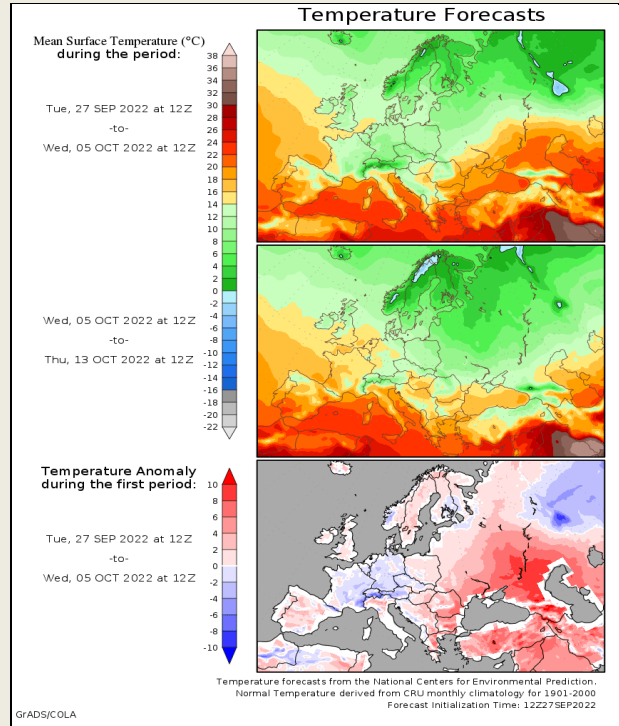 Temperature Forecasts
Mean Surface Temperature (°C)
during the period:
Tue, 27 SEP 2022 at 12Z
-to-
Wed, 05 OCT 2022 at 12Z
38
36
34
32
30
28
26
24
22
20
18
16
14
12
10
8
6
4
2
0
-2
-4
-6
-8
-10
-12
-14
-16
-18
-20
-22
Wed, 05 OCT 2022 at 12Z
-to-
Thu, 13 OCT 2022 at 12Z
Temperature Anomaly
during the first period:
Tue, 27 SEP 2022 at 12Z
-to-
Wed, 05 OCT 2022 at 12Z
10
8
6
4
2
0
-2
-4
-6
-8
-10
Temperature forecasts from the National Centers for Environmental Prediction.
Normal Temperature derived from CRU monthly climatology for 1901-2000
Forecast Initialization Time: 12Z27SEP2022
GrADS/COLA